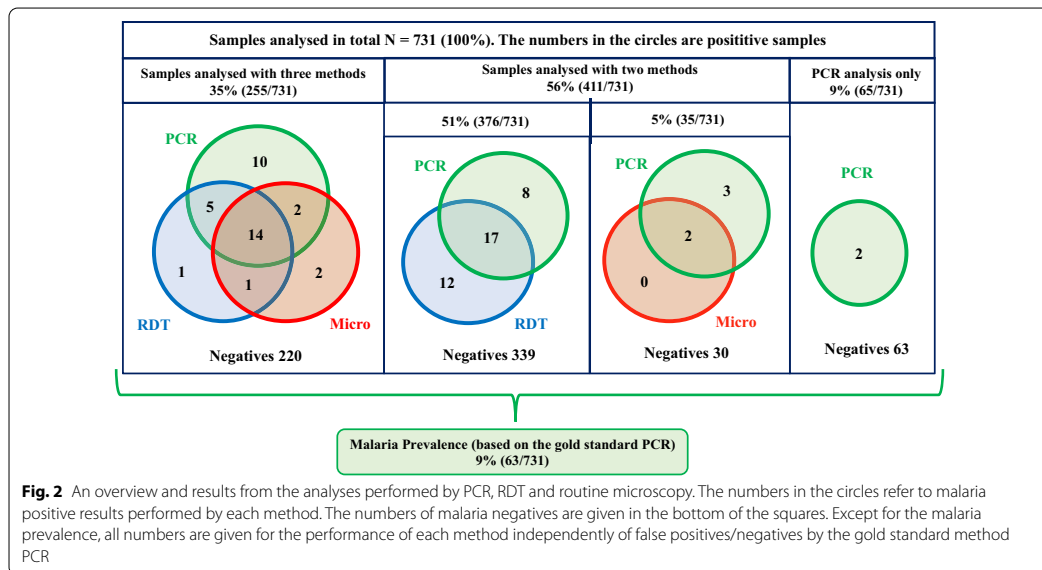 Samples analysed in total N = 731 (100%). The numbers in the circles are posititive samples
Samples analysed with three methods
35% (255/731)
Samples analysed with two methods
56% (411/731)
PCR analysis only
9% (65/731)
51% (376/731)
5% (35/731)
PCR
10
5
2
14
1
1
2
RDT
Micro
Negatives 220
PCR
8
17
12
RDT
Negatives 339
PCR
3
2
0
Micro
Negatives 30
PCR
2
Negatives 63
Malaria Prevalence (based on the gold standard PCR)
9% (63/731)
Fig. 2 An overview and results from the analyses performed by PCR, RDT and routine microscopy. The numbers in the circles refer to malaria
positive results performed by each method. The numbers of malaria negatives are given in the bottom of the squares. Except for the malaria
prevalence, all numbers are given for the performance of each method independently of false positives/negatives by the gold standard method
PCR